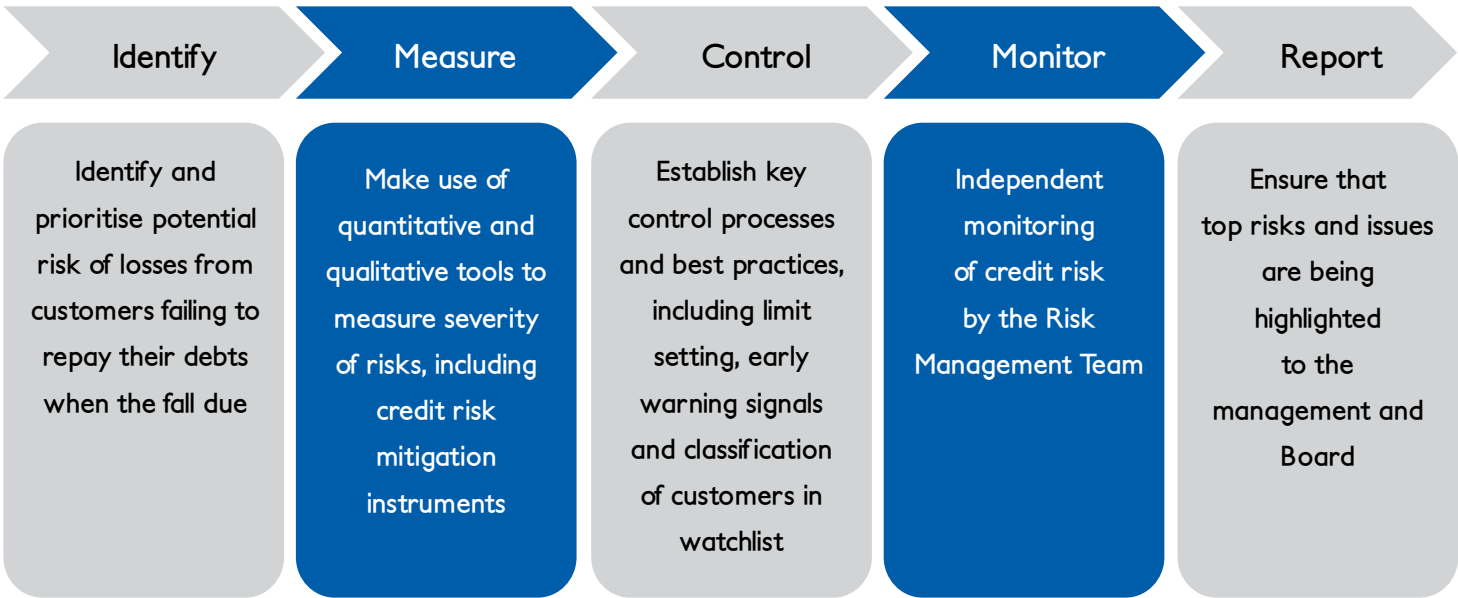 Identify
Measure
Control
Monitor
Report
Identify and
prioritise potential
risk of losses from
customers failing to
repay their debts
when the fall due
Make use of
quantitative and
qualitative tools to
measure severity
of risks, including
credit risk
mitigation
instruments
Establish key
control processes
and best practices,
including limit
setting, early
warning signals
and classification
of customers in
watchlist
Independent
monitoring
of credit risk
by the Risk
Management Team
Ensure that
top risks and issues
are being
highlighted
to the
management and
Board